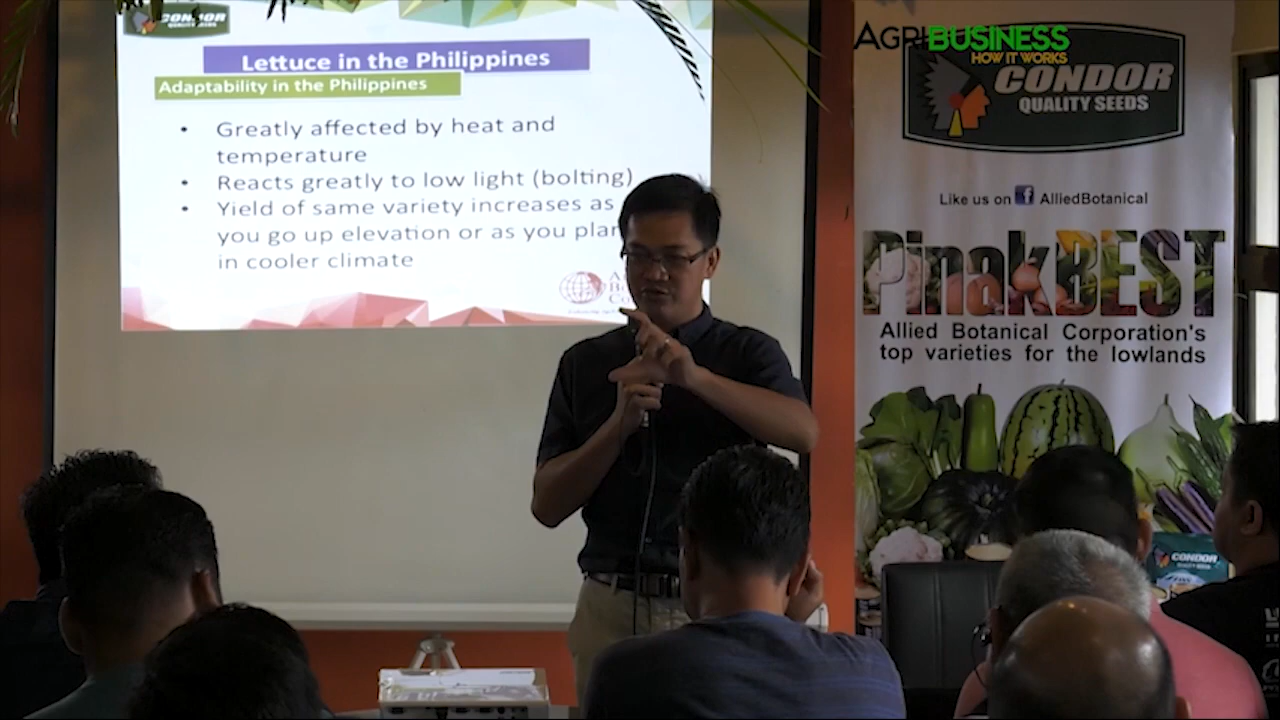 CONDOR
QUALITY SEEDS
Lettuce in the Philippines
Adaptability in the Philippines
• Greatly affected by heat and
temperature
• Reacts greatly to low light (bolting)
• Yield of same variety increases as
you go up elevation or as you plan
in cooler climate
AGRIBUSINESS
HOW IT WORKS
CONDOR
QUALITY SEEDS
Like us on f AlliedBotanical
PinakBEST
Allied Botanical Corporation's
top varieties for the lowlands
CONDOR